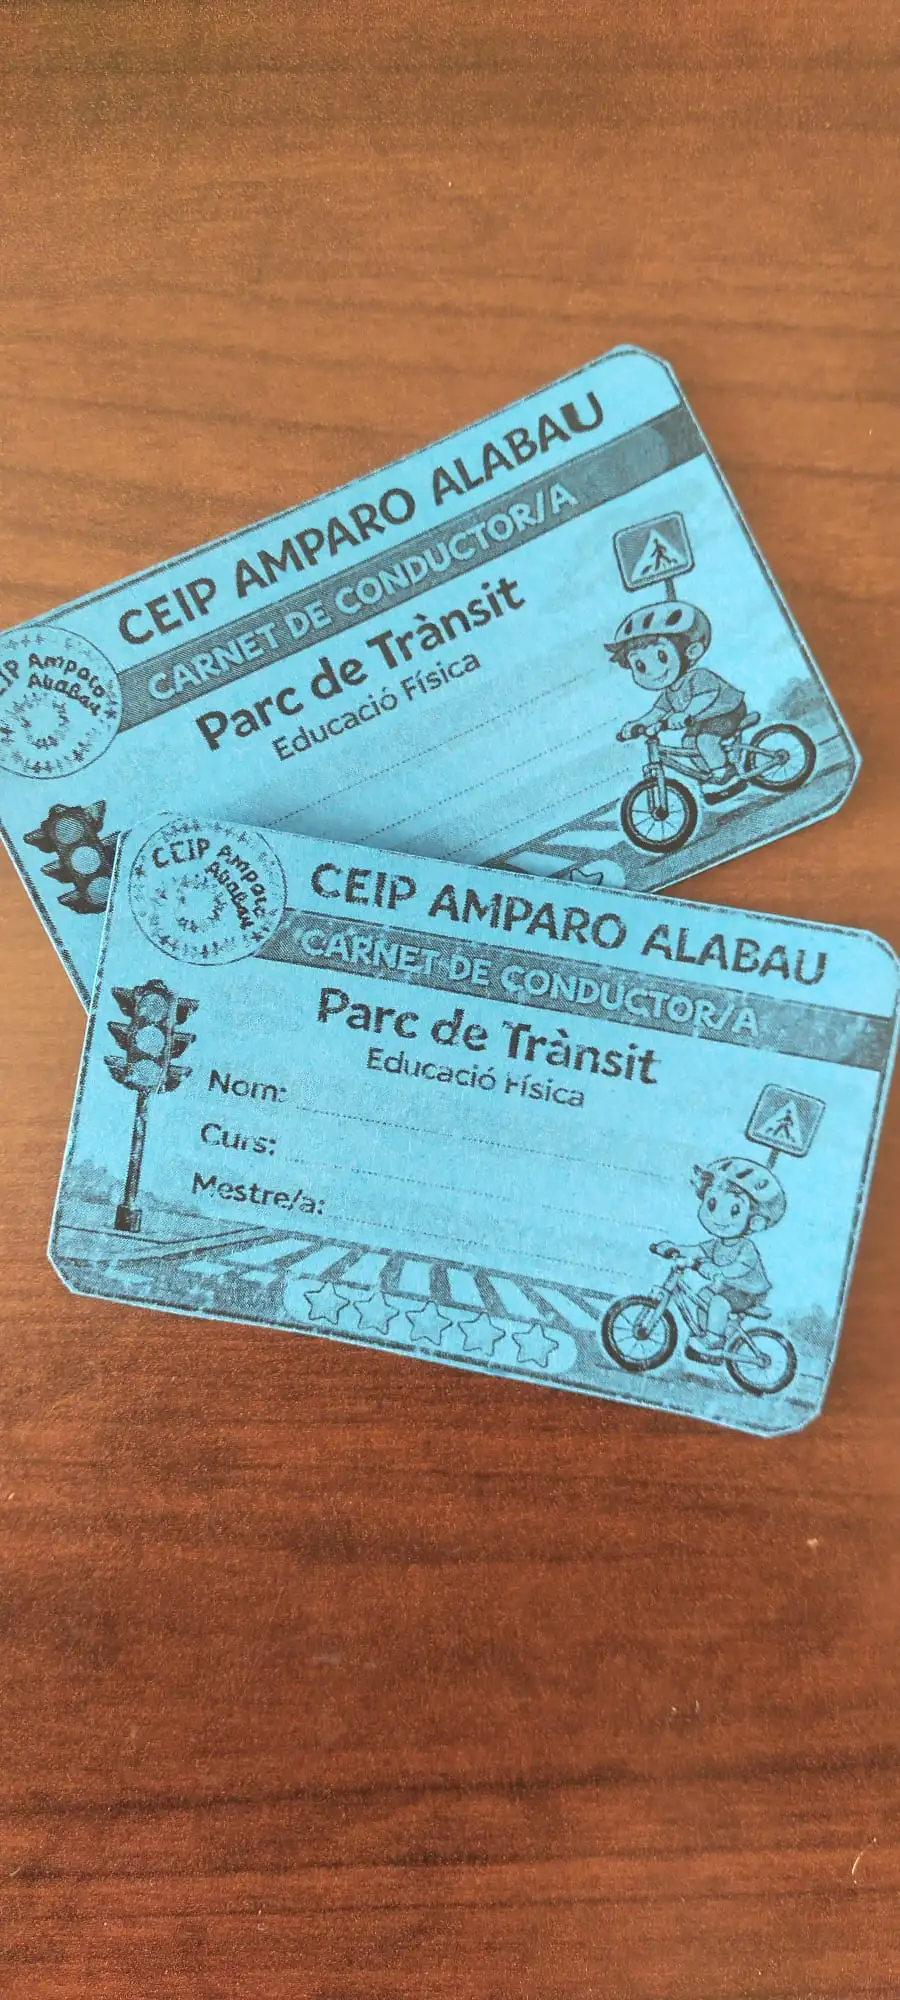 CEIP AMPARO ALABAU
CARNET DE CONDUCTOR/A
Parc de Trànsit
Educació Física
IP Amparo
Alabau
CEIP Amparo
Alabau
CEIP AMPARO ALABAU
CARNET DE CONDUCTOR/A
Parc de Trànsit
Educació Física
Nom:
Curs:
Mestre/a: